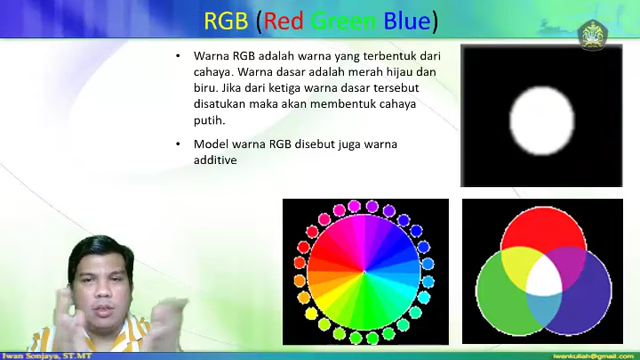 RGB (Red Green Blue)
• Warna RGB adalah warna yang terbentuk dari
cahaya. Warna dasar adalah merah hijau dan
biru. Jika dari ketiga warna dasar tersebut
disatukan maka akan membentuk cahaya
putih.
• Model warna RGB disebut juga warna
additive
Iwan Sonjaya, ST.MT
iwankuliah@gmail.com